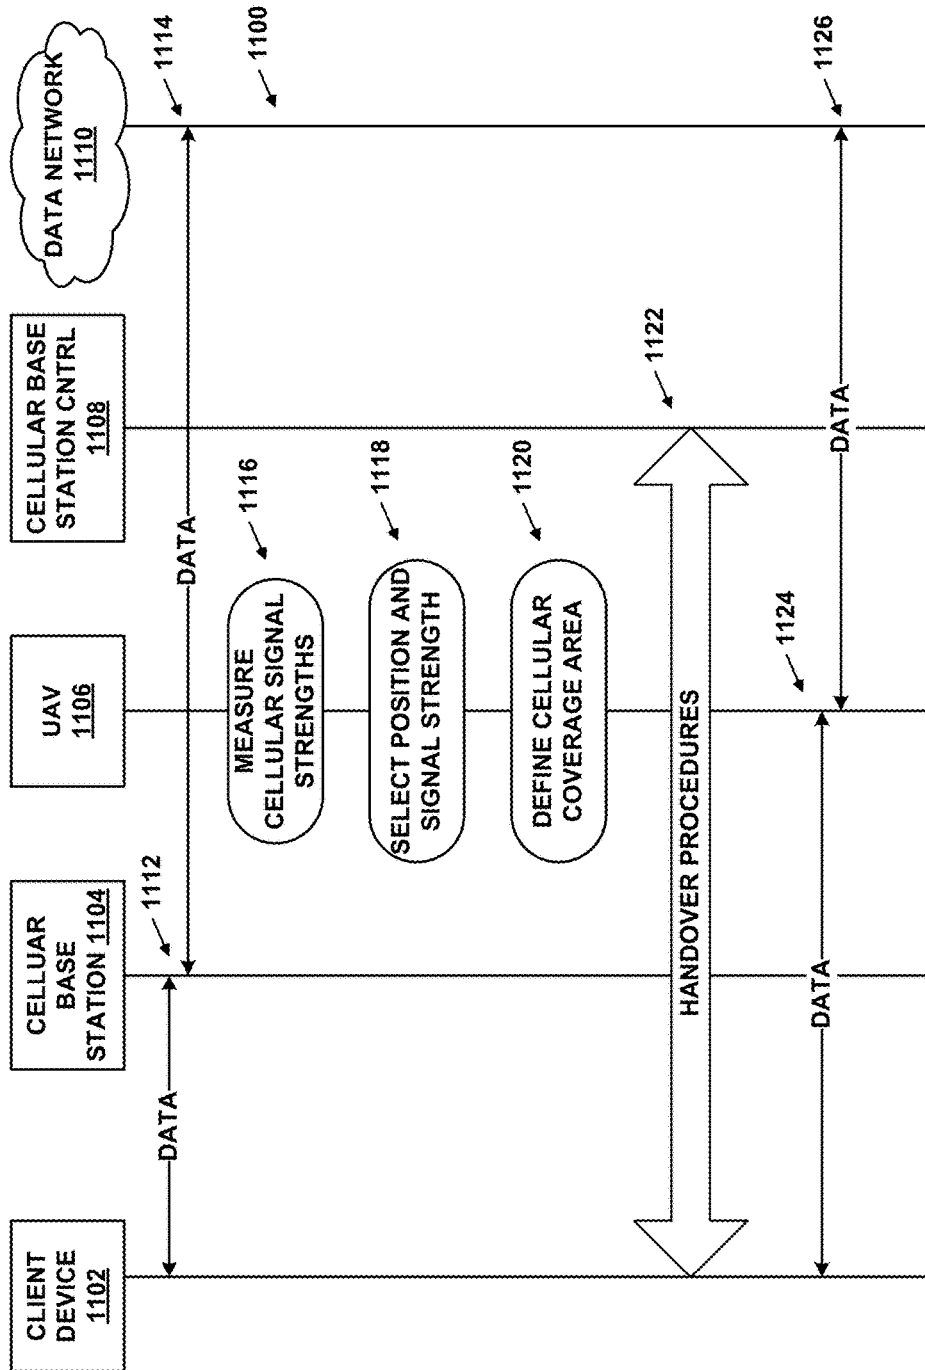 CLIENT
DEVICE
1102
CELLUAR
BASE
STATION 1104
UAV
1106
CELLULAR BASE
STATION CNTRL
1108
DATA NETWORK
1110
1112
DATA
1114
DATA
1100
1116
MEASURE
CELLULAR SIGNAL
STRENGTHS
1118
SELECT POSITION AND
SIGNAL STRENGTH
1120
DEFINE CELLULAR
COVERAGE AREA
1122
HANDOVER PROCEDURES
1124
DATA
1126
DATA